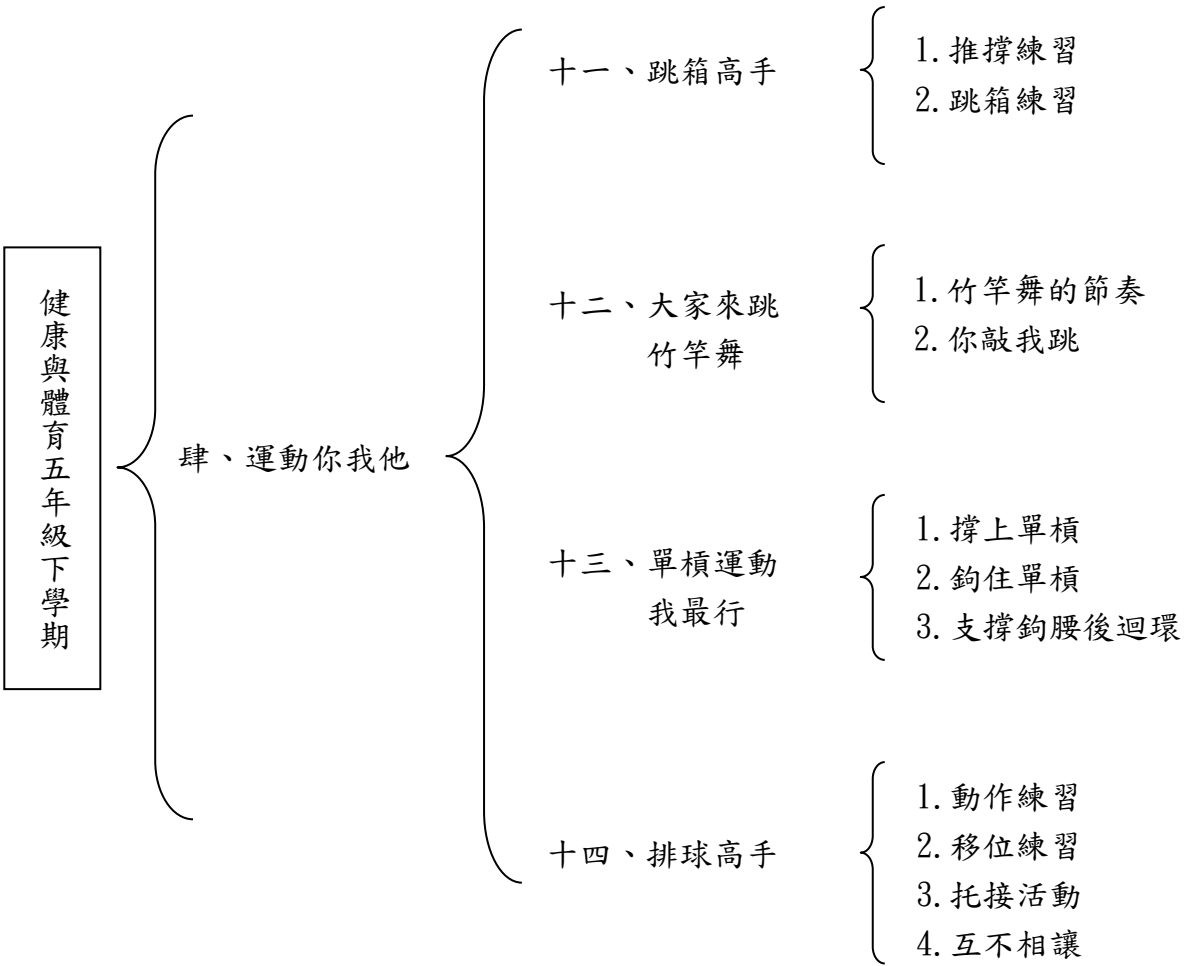 健康與體育五年級下學期
肆、運動你我他
十一、跳箱高手
1.推撐練習
2.跳箱練習
十二、大家來跳
竹竿舞
1.竹竿舞的節奏
2.你敲我跳
十三、單槓運動
我最行
1.撐上單槓
2.鉤住單槓
3.支撐鉤腰後迴環
十四、排球高手
1.動作練習
2.移位練習
3.托接活動
4.互不相讓